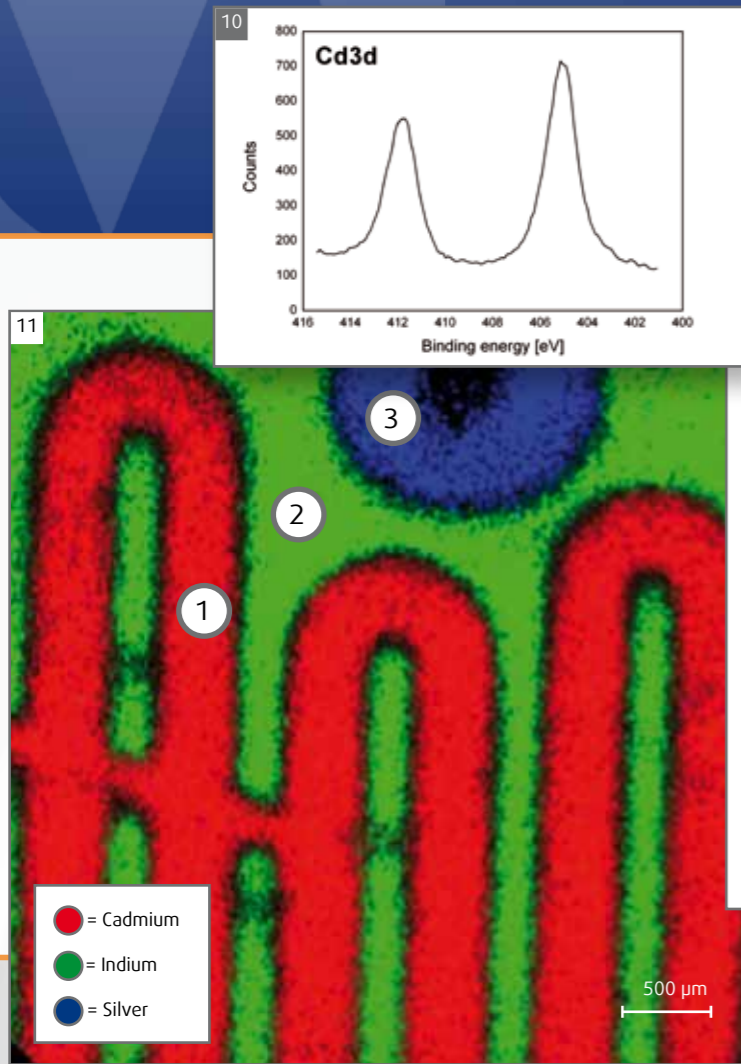 10
Cd3d
800
700
600
500
400
300
200
100
0
Counts
416 414 412 410 408 406 404 402 400
Binding energy [eV]
11
3
2
1
= Cadmium
= Indium
= Silver
500 µm